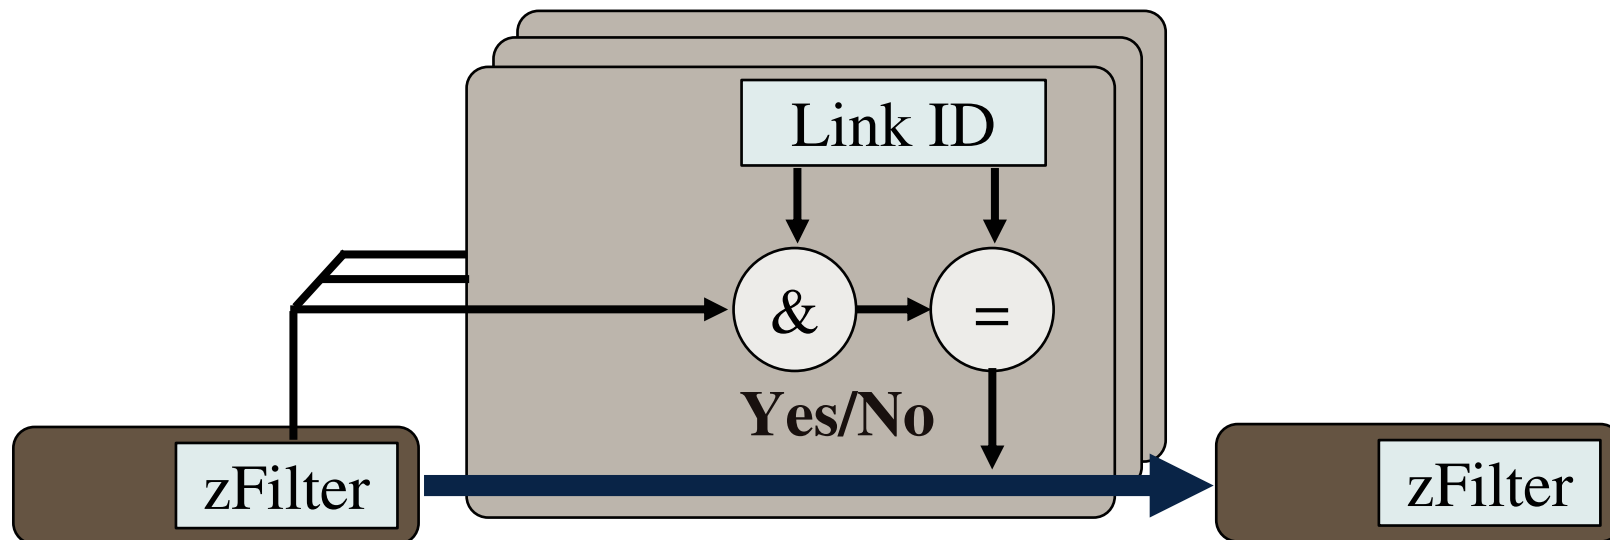 Link ID
& =
Yes/No
zFilter
zFilter